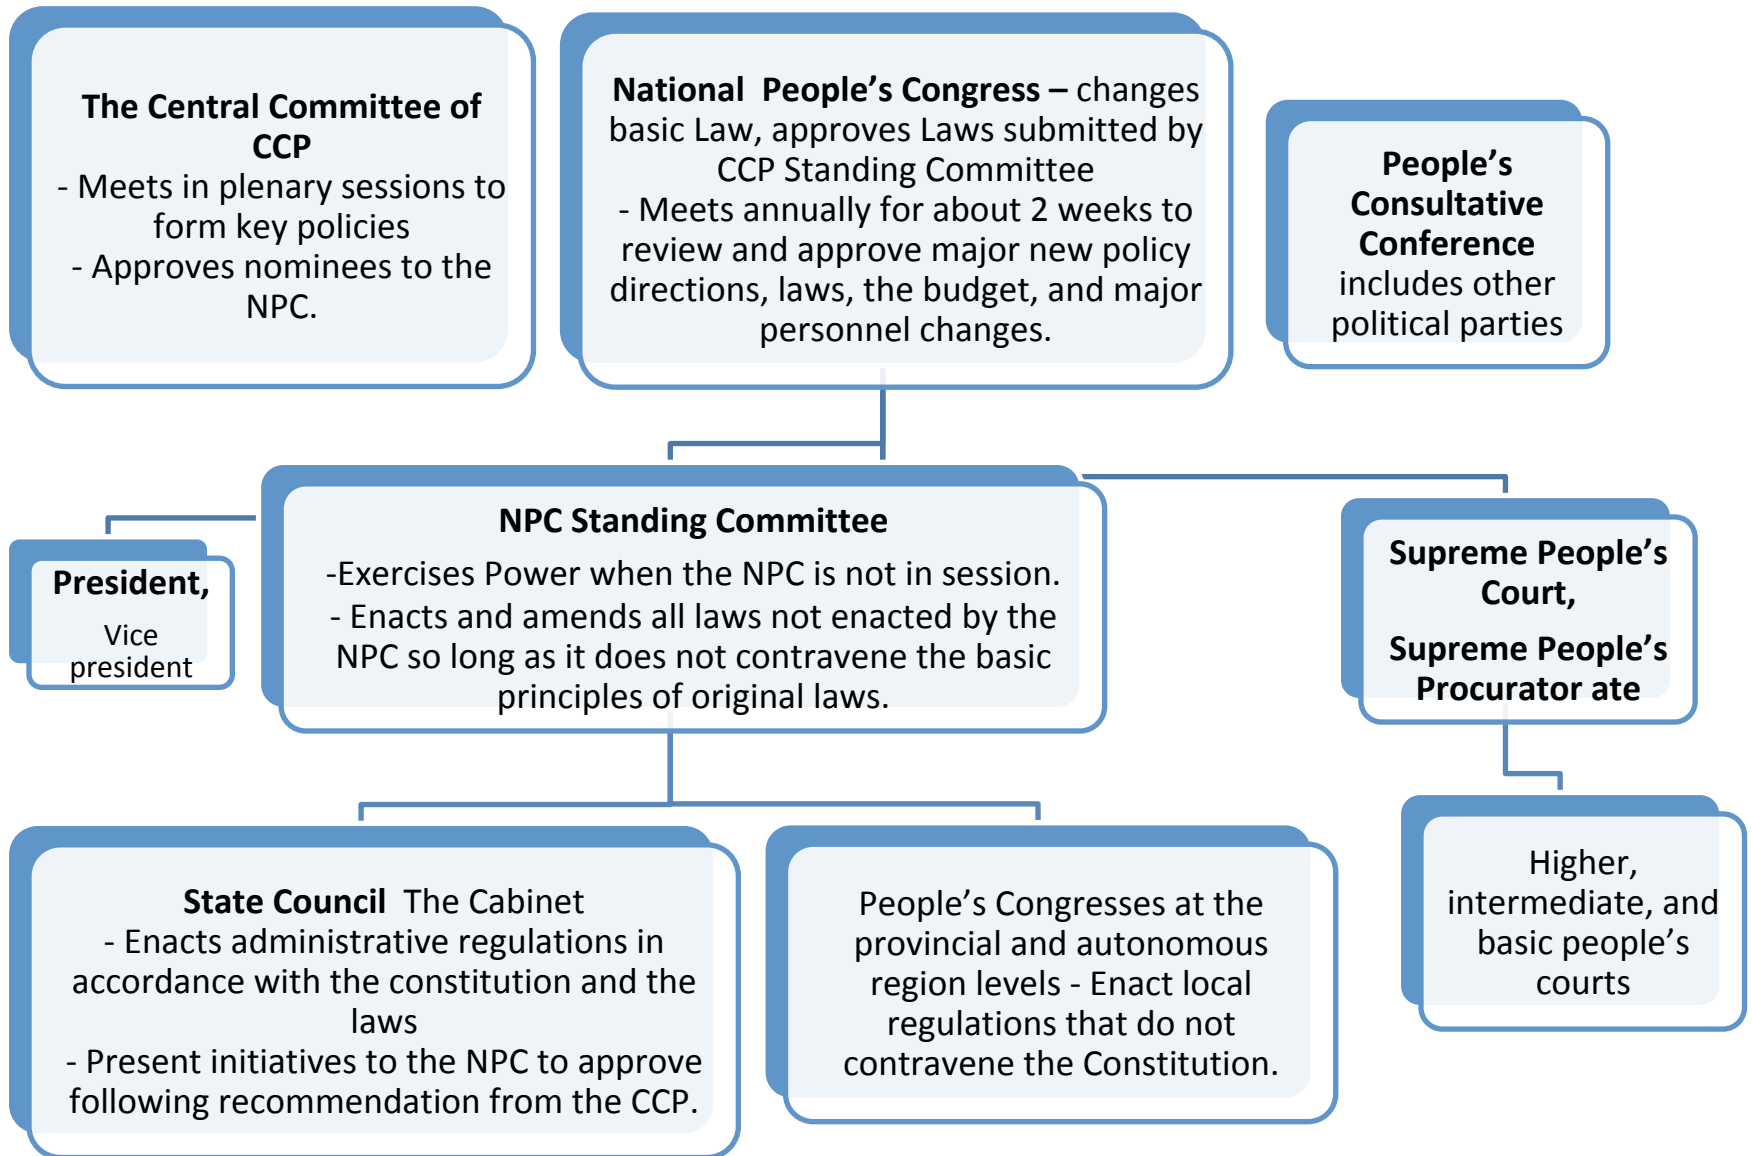 The Central Committee of
CCP
- Meets in plenary sessions to
form key policies
- Approves nominees to the
NPC.
National People’s Congress – changes
basic Law, approves Laws submitted by
CCP Standing Committee
- Meets annually for about 2 weeks to
review and approve major new policy
directions, laws, the budget, and major
personnel changes.
People’s
Consultative
Conference
includes other
political parties
President,
Vice
president
NPC Standing Committee
-Exercises Power when the NPC is not in session.
- Enacts and amends all laws not enacted by the
NPC so long as it does not contravene the basic
principles of original laws.
Supreme People’s
Court,
Supreme People’s
Procurator ate
State Council The Cabinet
- Enacts administrative regulations in
accordance with the constitution and the
laws
- Present initiatives to the NPC to approve
following recommendation from the CCP.
People’s Congresses at the
provincial and autonomous
region levels - Enact local
regulations that do not
contravene the Constitution.
Higher,
intermediate, and
basic people’s
courts